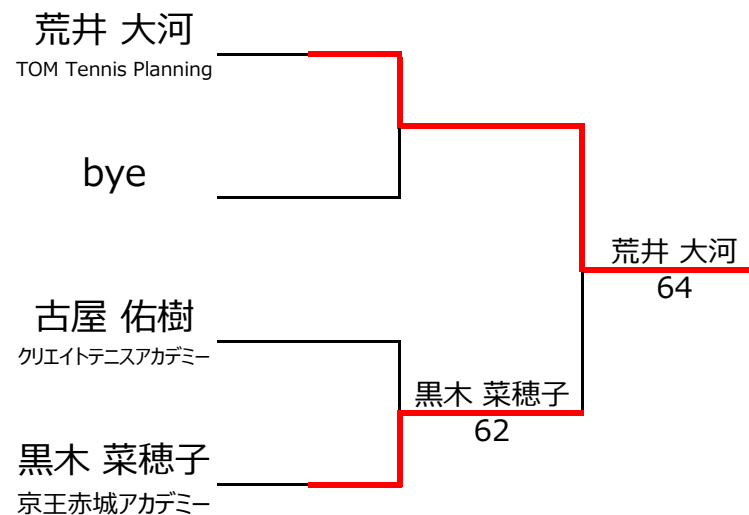 荒井 大河
TOM Tennis Planning
bye
荒井 大河
64
古屋 佑樹
クリエイトテニスアカデミー
黒木 菜穂子
62
黒木 菜穂子
京王赤城アカデミー